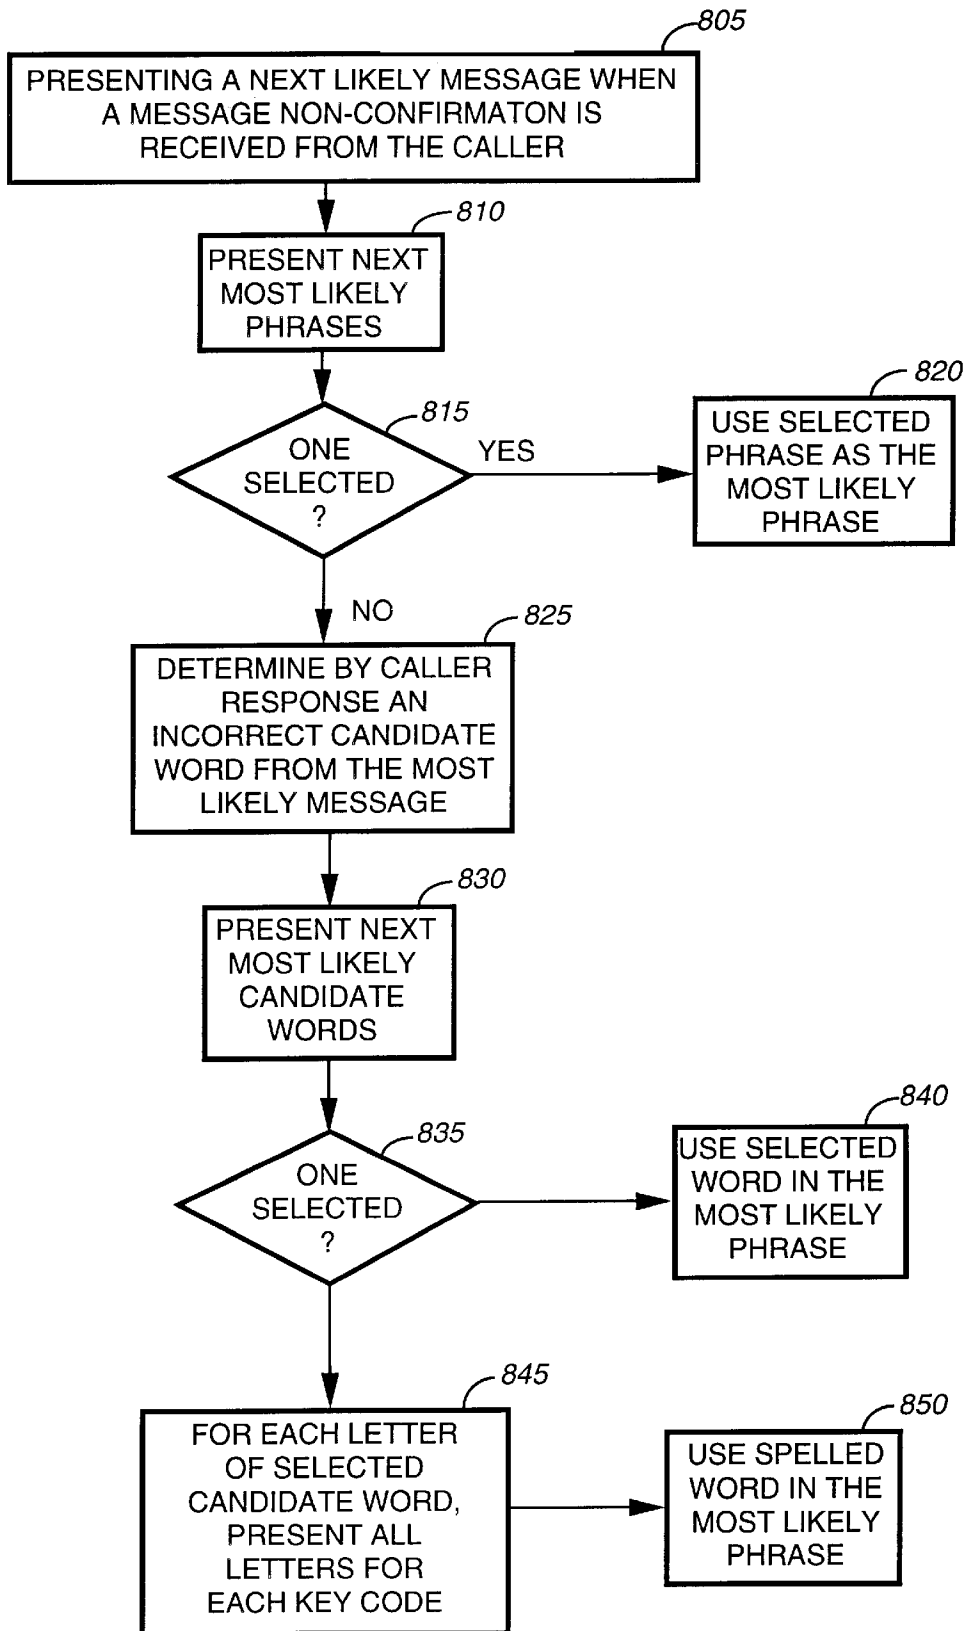 805
PRESENTING A NEXT LIKELY MESSAGE WHEN
A MESSAGE NON-CONFIRMATON IS
RECEIVED FROM THE CALLER
810
PRESENT NEXT
MOST LIKELY
PHRASES
815
ONE
SELECTED
?
YES
820
USE SELECTED
PHRASE AS THE
MOST LIKELY
PHRASE
NO
825
DETERMINE BY CALLER
RESPONSE AN
INCORRECT CANDIDATE
WORD FROM THE MOST
LIKELY MESSAGE
830
PRESENT NEXT
MOST LIKELY
CANDIDATE
WORDS
835
ONE
SELECTED
?
840
USE SELECTED
WORD IN THE
MOST LIKELY
PHRASE
845
FOR EACH LETTER
OF SELECTED
CANDIDATE WORD,
PRESENT ALL
LETTERS FOR
EACH KEY CODE
850
USE SPELLED
WORD IN THE
MOST LIKELY
PHRASE